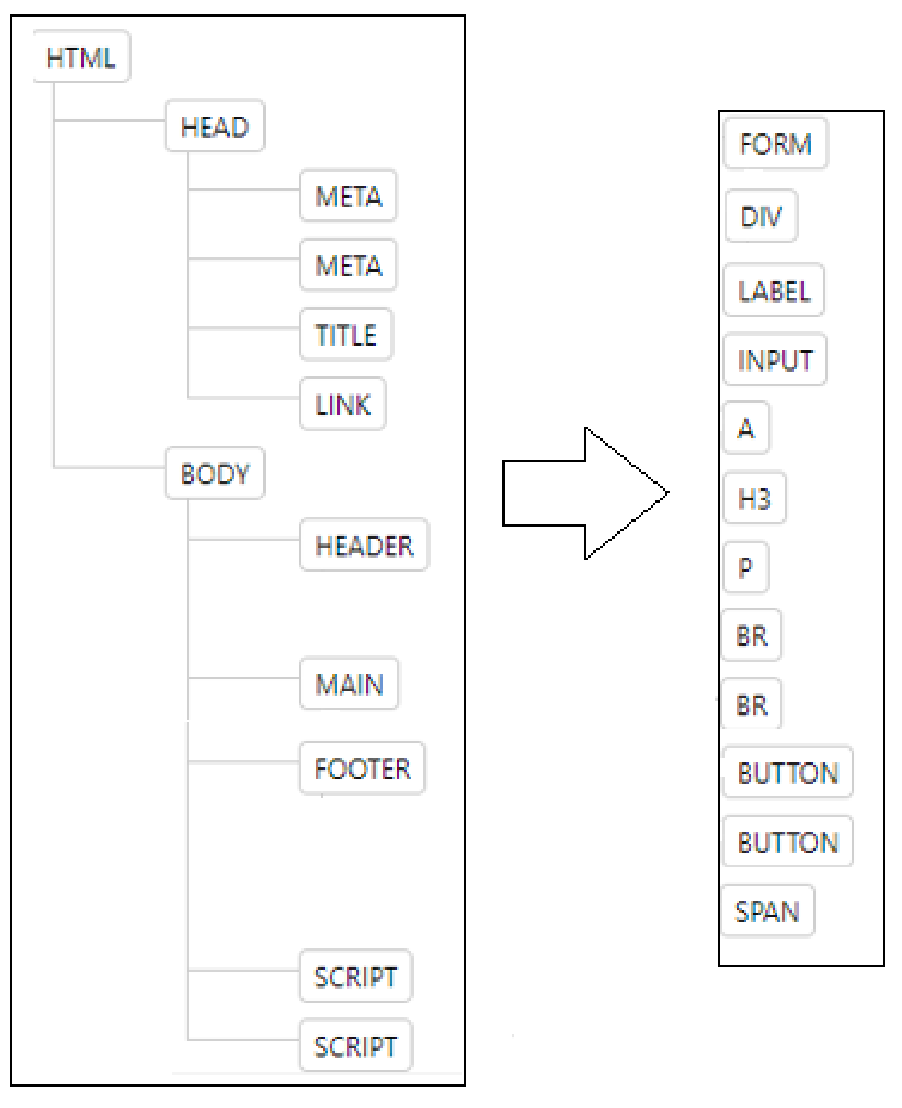 HTML
HEAD
META
META
TITLE
LINK
BODY
HEADER
MAIN
FOOTER
SCRIPT
SCRIPT
FORM
DIV
LABEL
INPUT
A
H3
P
BR
BR
BUTTON
BUTTON
SPAN